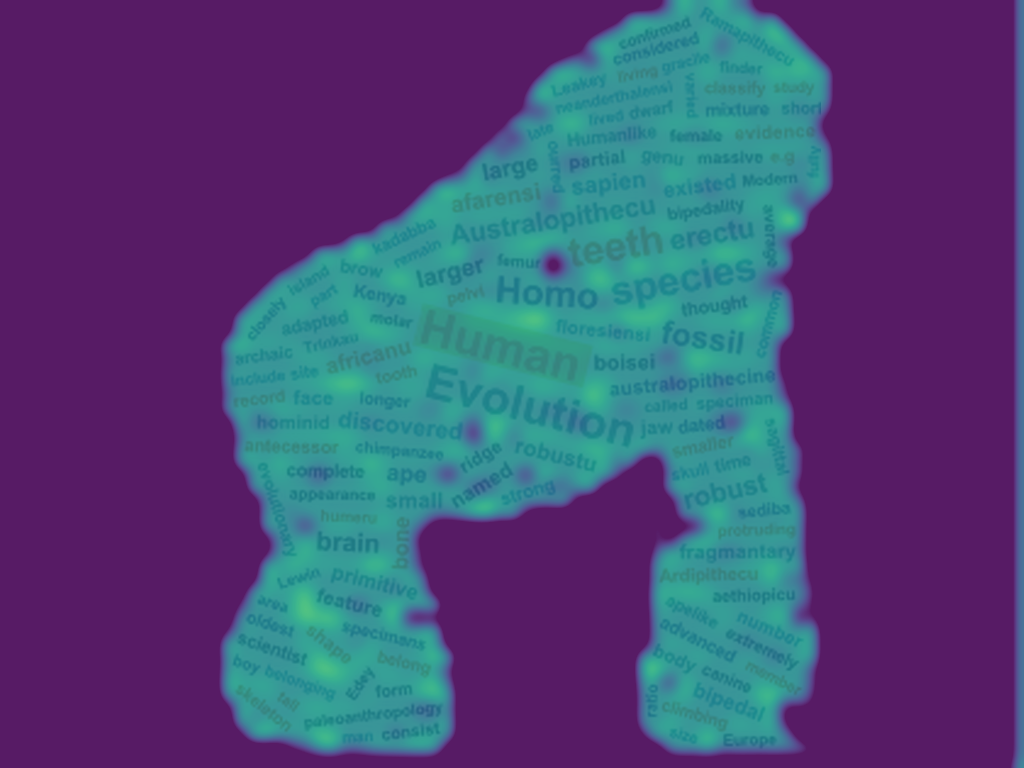 confirmed
Ramapithecu
considered
Leakey living gracile finder
neanderthalensi varied classify study
lived dwarf mixture short
late Humanlike female evidence
large partial genu massive e.g
afarensi sapien existed Modern
Australopithecu bipedality
kadabba
remain teeth erectu average
island brow larger femur
closely part Kenya pelvi Homo species
adapted molar thought common
Human floresiensi fossil
archaic Trinkau africanu boisei
include site tooth Evolution australopithecine
record face longer called speciman
hominid discovered jaw dated
antecessor chimpanzee ridge robustu smaller sagittal
complete ape named skull time
evolutionary appearance small strong robust
humeru sediba
brain bone protruding
fragmantary
Lewin primitive Ardipithecu
area feature aethiopicu
oldest shape specimans apelike number
scientist belong advanced extremely
boy belonging Edey body canine member
skeleton tall form ratio bipedal
paleoanthropology climbing
man consist size Europe